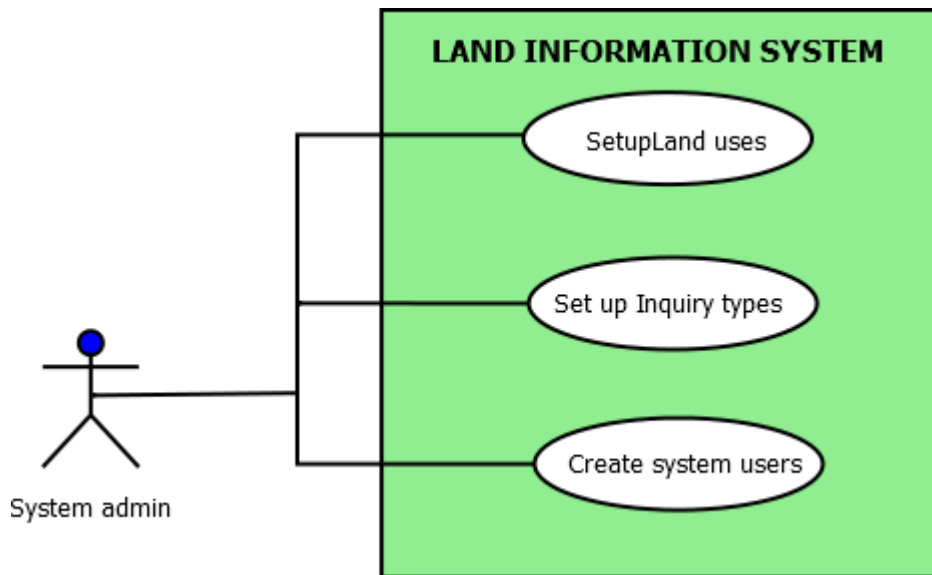 LAND INFORMATION SYSTEM
SetupLand uses
Set up Inquiry types
Create system users
System admin